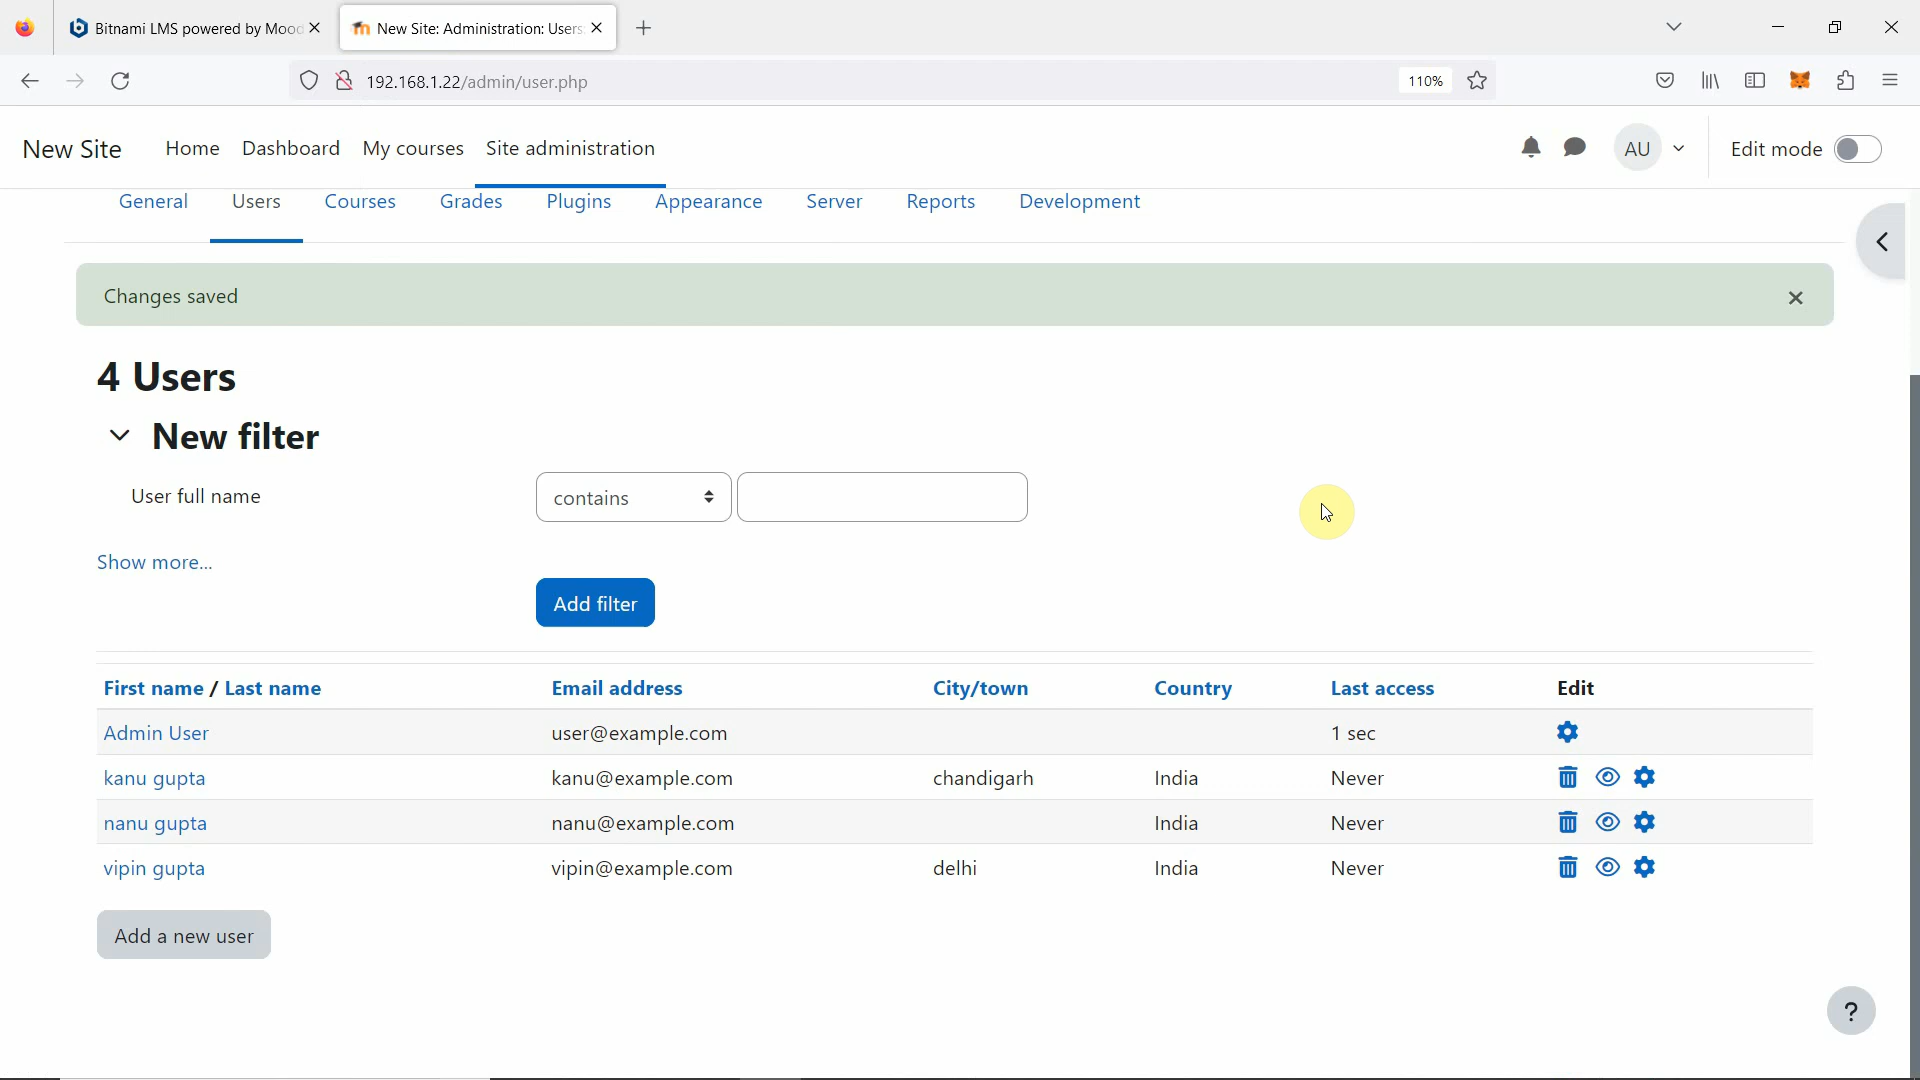 Bitnami LMS powered by Mood
New Site: Administration: Users:
192.168.1.22/admin/user.php
110%
New Site
Home
Dashboard
My courses
Site administration
AU
Edit mode
General
Users
Courses
Grades
Plugins
Appearance
Server
Reports
Development
Changes saved
4 Users
New filter
User full name
contains
Show more...
Add filter
First name / Last name Email address City/town Country Last access Edit
Admin User user@example.com 1 sec
kanu gupta kanu@example.com chandigarh India Never
nanu gupta nanu@example.com India Never
vipin gupta vipin@example.com delhi India Never
Add a new user
?